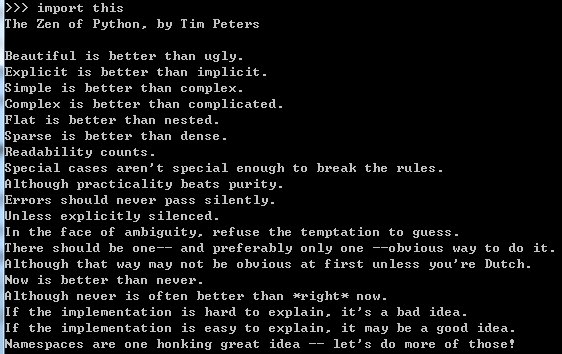 >>> import this
The Zen of Python, by Tim Peters
Beautiful is better than ugly.
Explicit is better than implicit.
Simple is better than complex.
Complex is better than complicated.
Flat is better than nested.
Sparse is better than dense.
Readability counts.
Special cases aren't special enough to break the rules.
Although practicality beats purity.
Errors should never pass silently.
Unless explicitly silenced.
In the face of ambiguity, refuse the temptation to guess.
There should be one-- and preferably only one --obvious way to do it.
Although that way may not be obvious at first unless you're Dutch.
Now is better than never.
Although never is often better than *right* now.
If the implementation is hard to explain, it's a bad idea.
If the implementation is easy to explain, it may be a good idea.
Namespaces are one honking great idea -- let's do more of those!